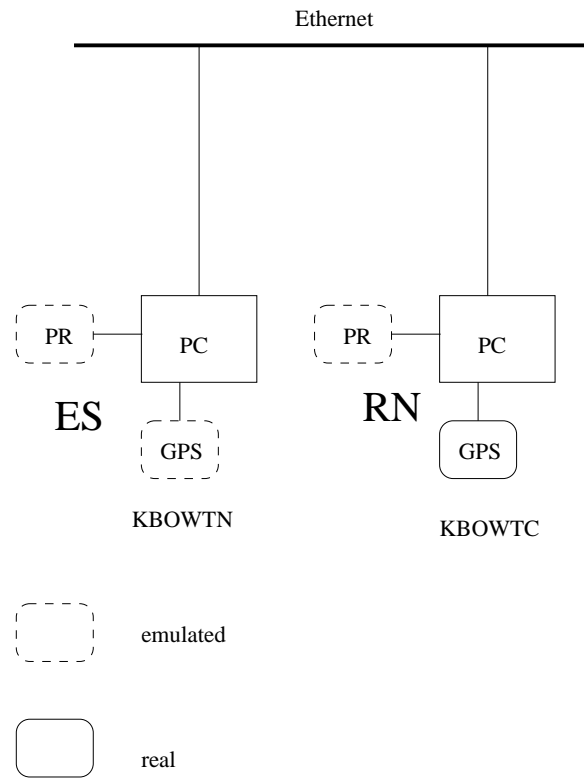 Ethernet
PR
PC
PR
PC
ES
RN
GPS
GPS
KBOWTN
KBOWTC
emulated
real